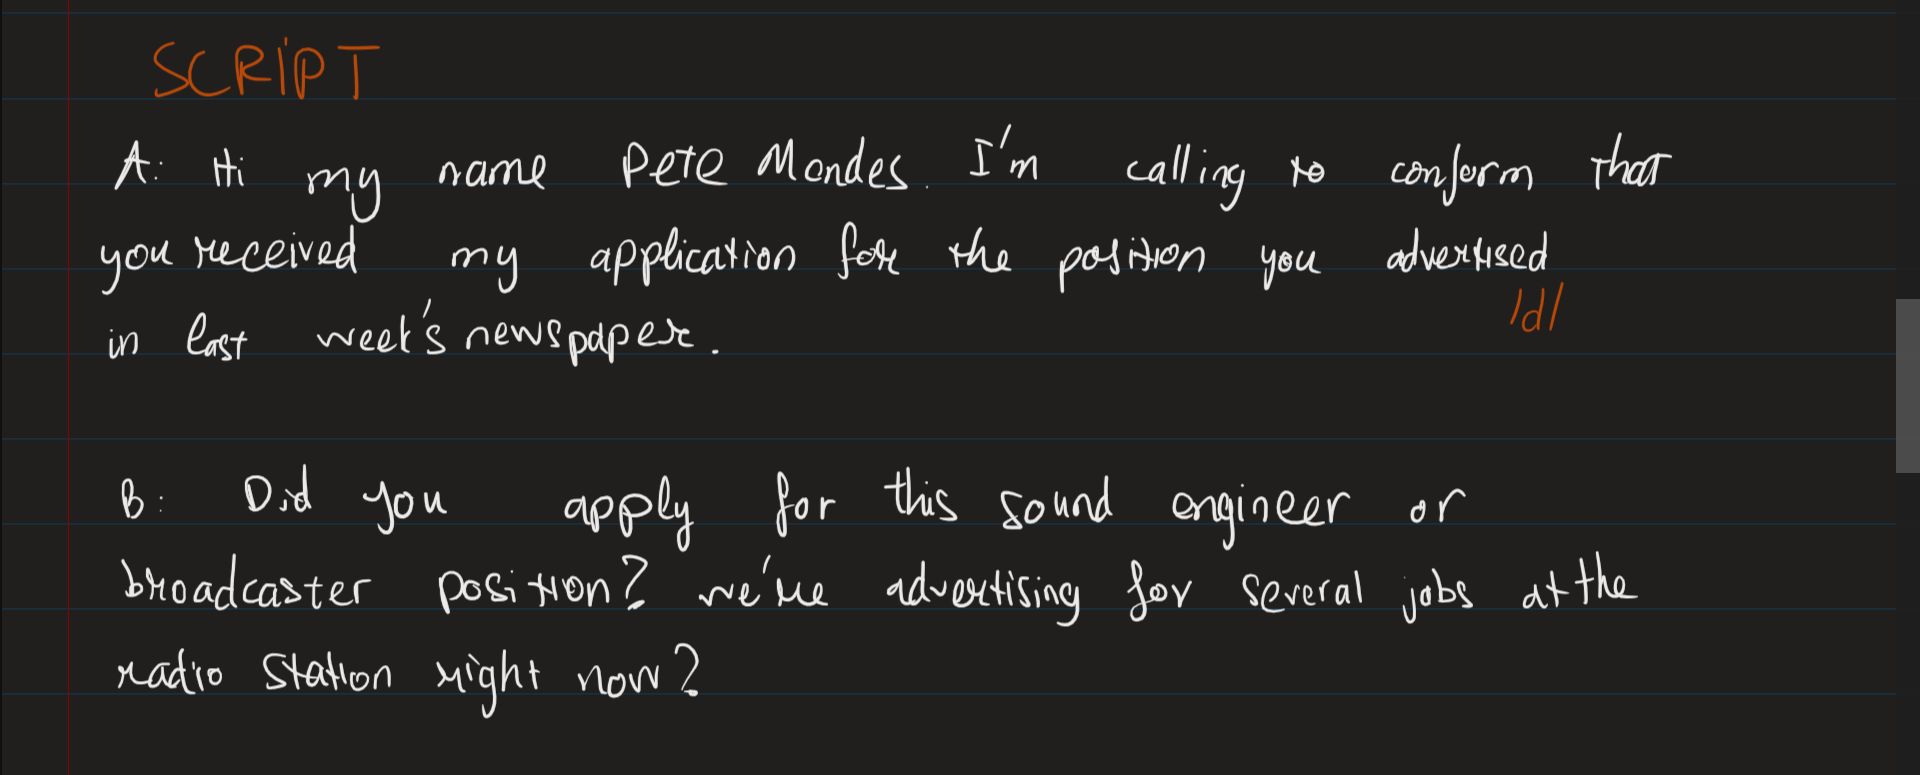 SCRIPT
A: Hi my name Pete Mondes. I'm calling to conform that
you received my application for the position you advertised
/d/
in last week's newspaper.
B: Did you apply for this sound engineer or
broadcaster position? we're advertising for several jobs at the
radio station right now?